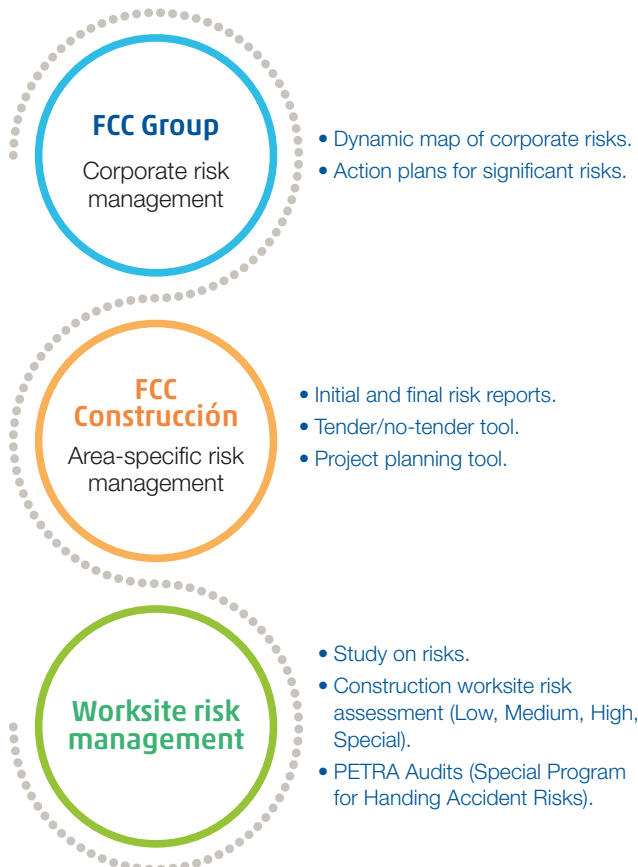 FCC Group
Corporate risk
management
• Dynamic map of corporate risks.
• Action plans for significant risks.
FCC
Construcción
Area-specific risk
management
• Initial and final risk reports.
• Tender/no-tender tool.
• Project planning tool.
Worksite risk
management
• Study on risks.
• Construction worksite risk
assessment (Low, Medium, High,
Special).
• PETRA Audits (Special Program
for Handing Accident Risks).